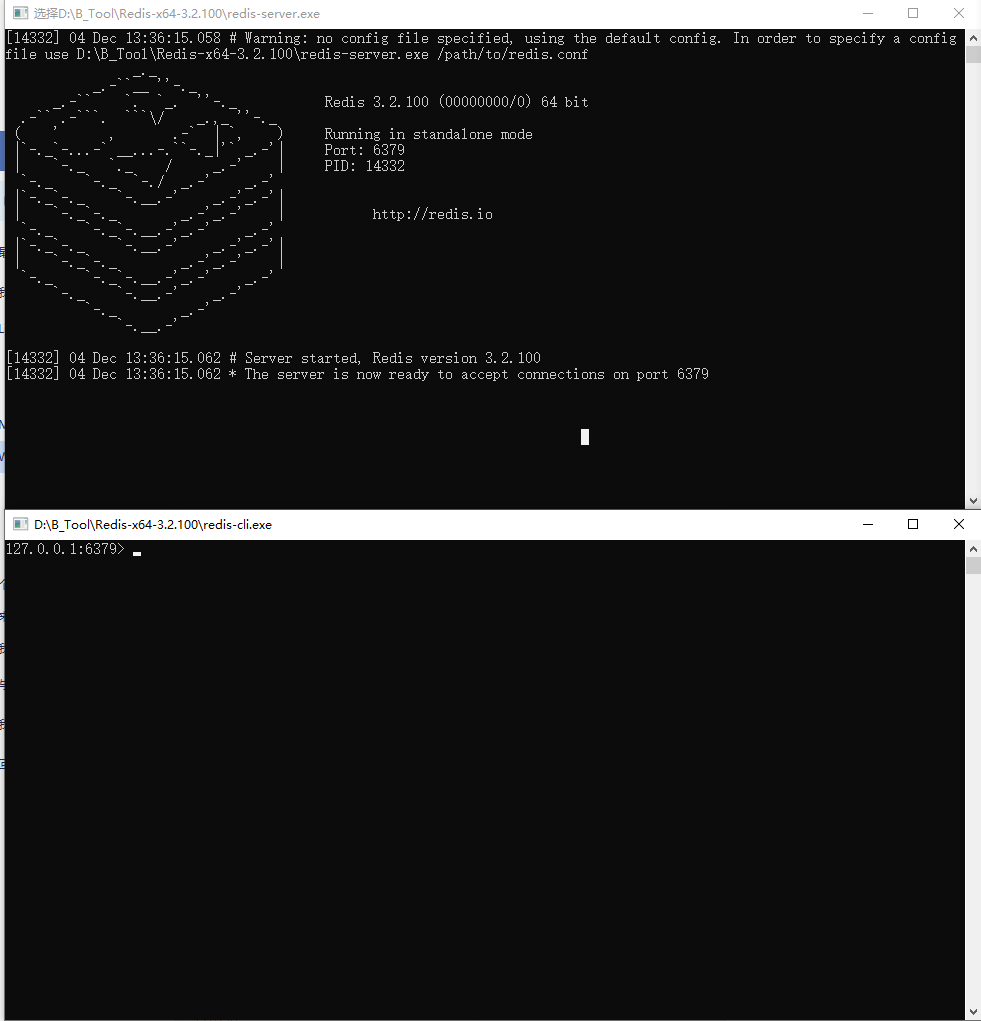 选择D:\B_Tool\Redis-x64-3.2.100\redis-server.exe
[14332] 04 Dec 13:36:15.058 # Warning: no config file specified, using the default config. In order to specify a config
file use D:\B_Tool\Redis-x64-3.2.100\redis-server.exe /path/to/redis.conf
Redis 3.2.100 (00000000/0) 64 bit
Running in standalone mode
Port: 6379
PID: 14332
http://redis.io
[14332] 04 Dec 13:36:15.062 # Server started, Redis version 3.2.100
[14332] 04 Dec 13:36:15.062 * The server is now ready to accept connections on port 6379
D:\B_Tool\Redis-x64-3.2.100\redis-cli.exe
127.0.0.1:6379>